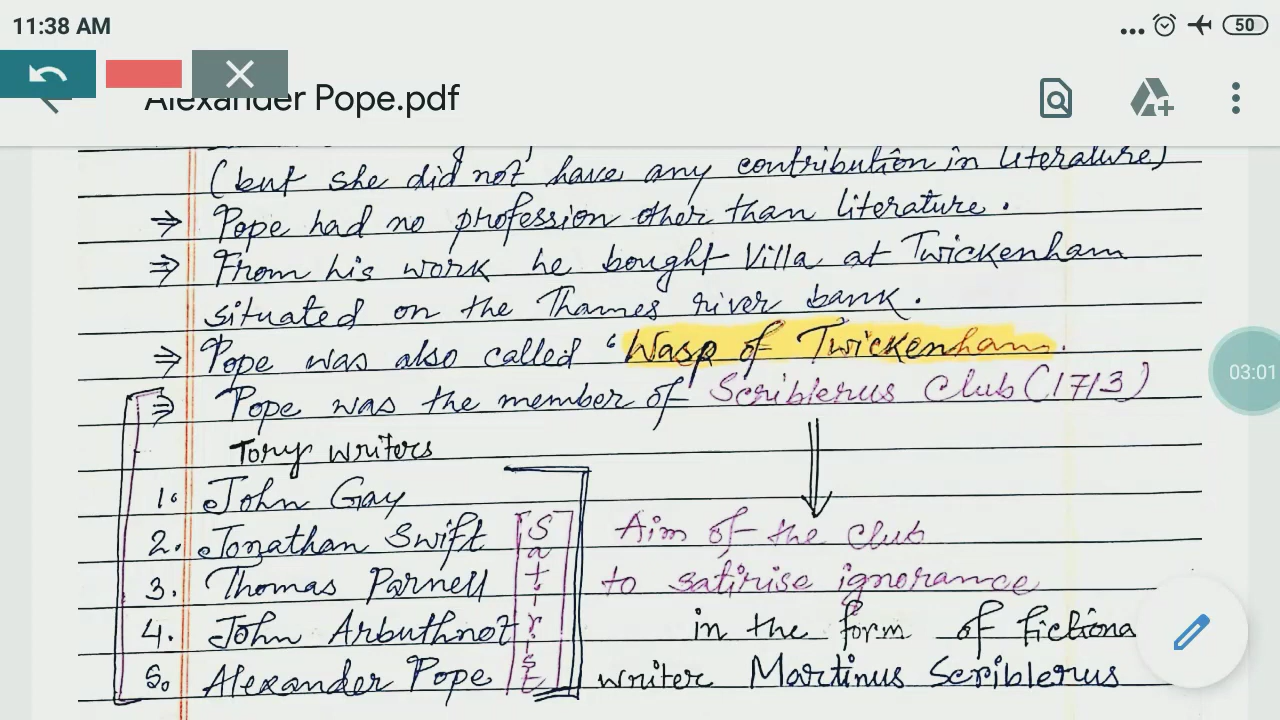 11:38 AM
50
Alexander Pope.pdf
(but she did not have any contribution in literature)
⇒ Pope had no profession other than literature.
⇒ From his work he bought Villa at Twickenham
situated on the Thames river bank.
⇒ Pope was also called 'Wasp of Twickenham.
⇒ Pope was the member of Scriblerus Club (1713)
03:01
Tory writers
1. John Gay
2. Jonathan Swift
3. Thomas Parnell
4. John Arbuthnot
5. Alexander Pope
Satirist
Aim of the Club
to satirise ignorance
in the form of fictiona
writer Martinus Scriblerus